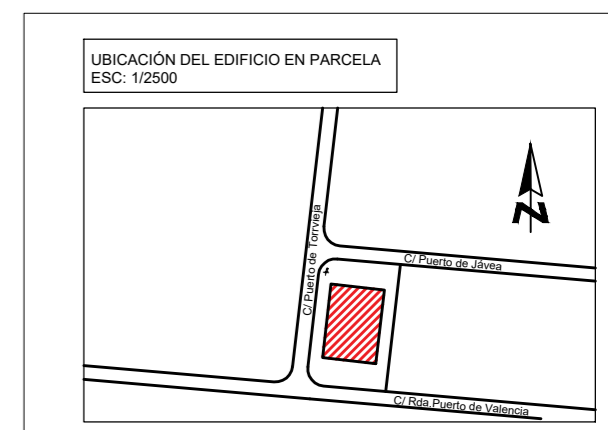 UBICACIÓN DEL EDIFICIO EN PARCELA
ESC: 1/2500
C/ Puerto de Torrvieja
C/ Puerto de Jávea
N
C/ Rda.Puerto de Valencia